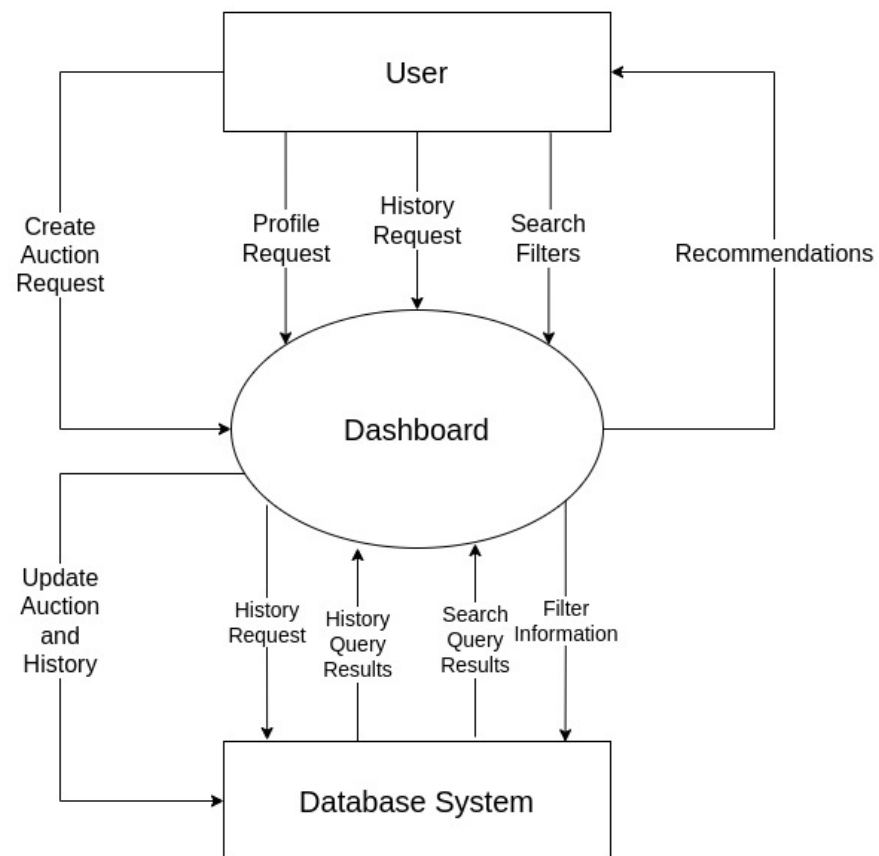 User
Create
Auction
Request
Profile
Request
History
Request
Search
Filters
Recommendations
Dashboard
Update
Auction
and
History
History
Request
History
Query
Results
Search
Query
Results
Filter
Information
Database System